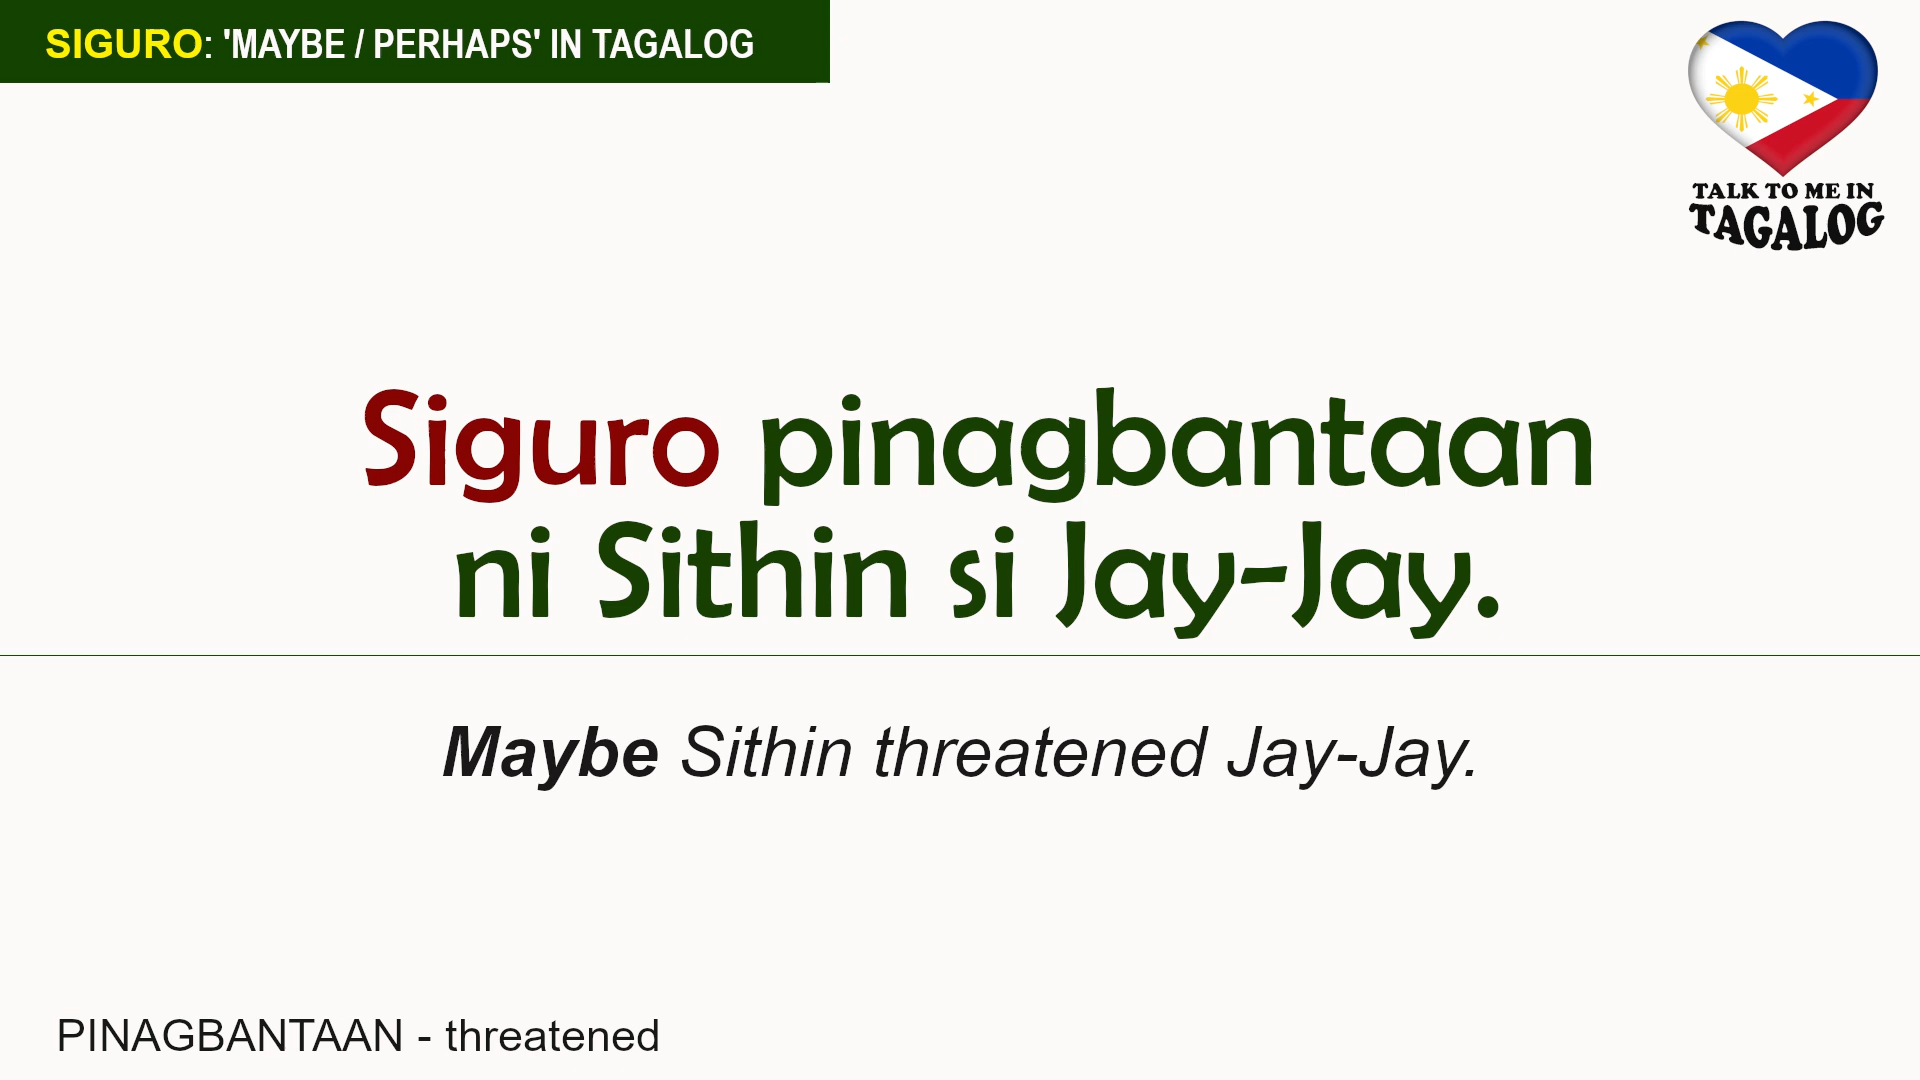 SIGURO: 'MAYBE / PERHAPS' IN TAGALOG
TALK TO ME IN
TAGALOG
Siguro pinagbantaan
ni Sithin si Jay-Jay.
Maybe Sithin threatened Jay-Jay.
PINAGBANTAAN - threatened